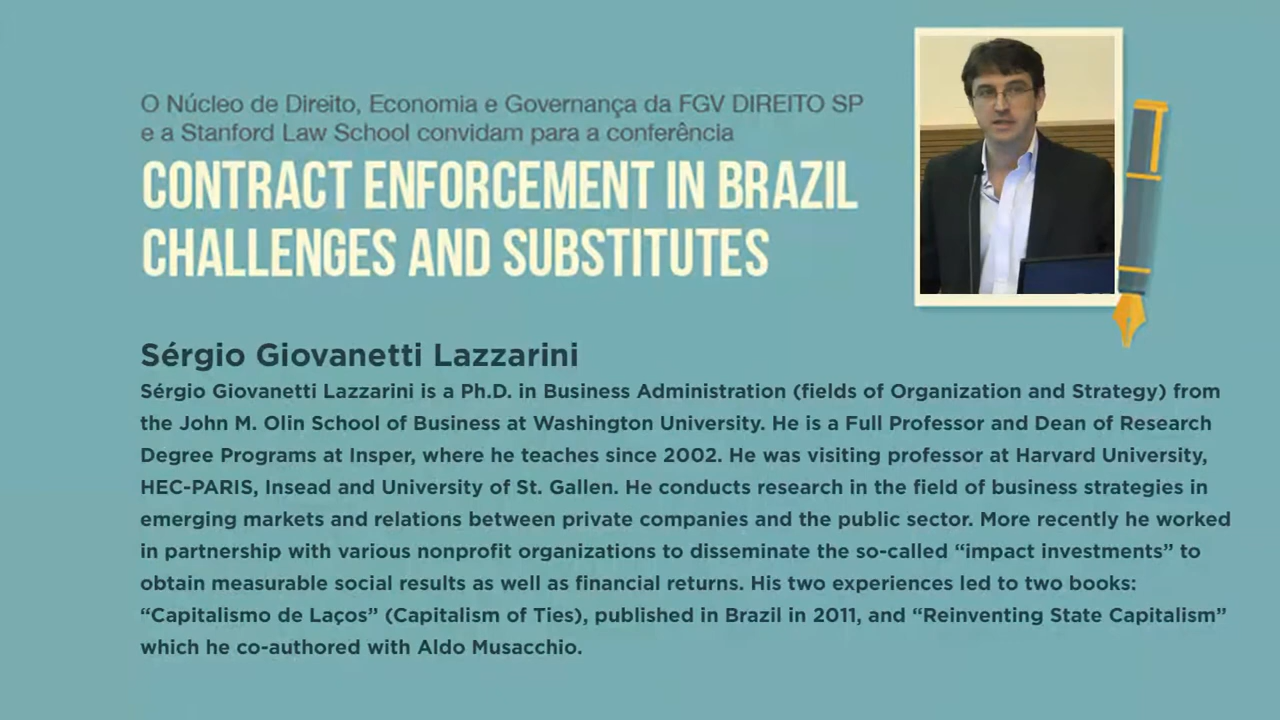 O Núcleo de Direito, Economia e Governança da FGV DIREITO SP
e a Stanford Law School convidam para a conferência
CONTRACT ENFORCEMENT IN BRAZIL
CHALLENGES AND SUBSTITUTES
Sérgio Giovanetti Lazzarini
Sérgio Giovanetti Lazzarini is a Ph.D. in Business Administration (fields of Organization and Strategy) from
the John M. Olin School of Business at Washington University. He is a Full Professor and Dean of Research
Degree Programs at Insper, where he teaches since 2002. He was visiting professor at Harvard University,
HEC-PARIS, Insead and University of St. Gallen. He conducts research in the field of business strategies in
emerging markets and relations between private companies and the public sector. More recently he worked
in partnership with various nonprofit organizations to disseminate the so-called “impact investments” to
obtain measurable social results as well as financial returns. His two experiences led to two books:
“Capitalismo de Laços” (Capitalism of Ties), published in Brazil in 2011, and “Reinventing State Capitalism”
which he co-authored with Aldo Musacchio.